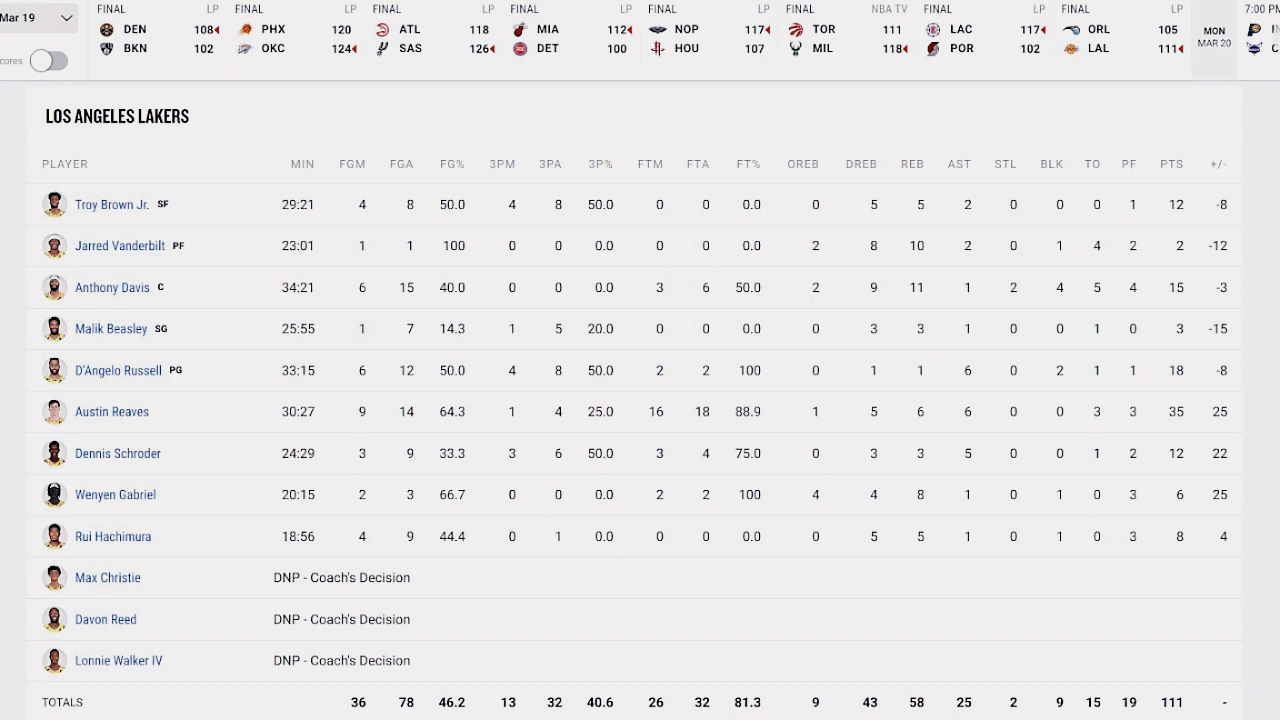 Mar 19
cores
FINAL LP
DEN 108
BKN 102
FINAL LP
PHX 120
OKC 124
FINAL LP
ATL 118
SAS 126
FINAL LP
MIA 112
DET 100
FINAL LP
NOP 117
HOU 107
FINAL NBA TV
TOR 111
MIL 118
FINAL LP
LAC 117
POR 102
FINAL LP
ORL 105
LAL 111
MON
MAR 20
7:00 PM
LOS ANGELES LAKERS
PLAYER MIN FGM FGA FG% 3PM 3PA 3P% FTM FTA FT% OREB DREB REB AST STL BLK TO PF PTS +/-
Troy Brown Jr. SF 29:21 4 8 50.0 4 8 50.0 0 0 0.0 0 5 5 2 0 0 0 1 12 -8
Jarred Vanderbilt PF 23:01 1 1 100 0 0 0.0 0 0 0.0 2 8 10 2 0 1 4 2 2 -12
Anthony Davis C 34:21 6 15 40.0 0 0 0.0 3 6 50.0 2 9 11 1 2 4 5 4 15 -3
Malik Beasley SG 25:55 1 7 14.3 1 5 20.0 0 0 0.0 0 3 3 1 0 0 1 0 3 -15
D'Angelo Russell PG 33:15 6 12 50.0 4 8 50.0 2 2 100 0 1 1 6 0 2 1 1 18 -8
Austin Reaves 30:27 9 14 64.3 1 4 25.0 16 18 88.9 1 5 6 6 0 0 3 3 35 25
Dennis Schroder 24:29 3 9 33.3 3 6 50.0 3 4 75.0 0 3 3 5 0 0 1 2 12 22
Wenyen Gabriel 20:15 2 3 66.7 0 0 0.0 2 2 100 4 4 8 1 0 1 0 3 6 25
Rui Hachimura 18:56 4 9 44.4 0 1 0.0 0 0 0.0 0 5 5 1 0 1 0 3 8 4
Max Christie DNP - Coach's Decision
Davon Reed DNP - Coach's Decision
Lonnie Walker IV DNP - Coach's Decision
TOTALS 36 78 46.2 13 32 40.6 26 32 81.3 9 43 58 25 2 9 15 19 111 -